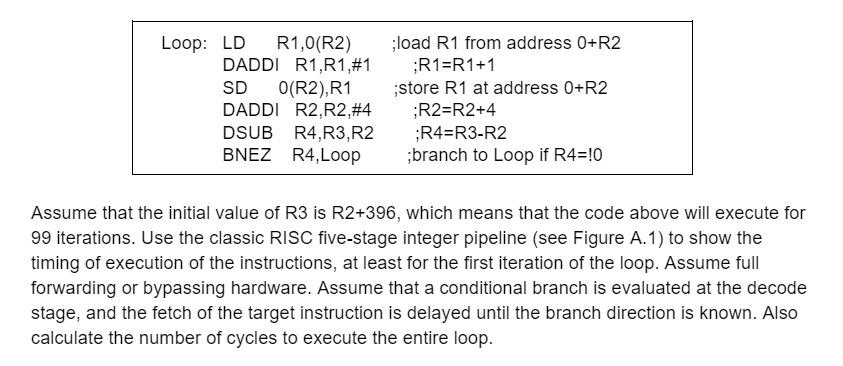 Loop: LD R1,0(R2) ;load R1 from address 0+R2
DADDI R1,R1,#1 ;R1=R1+1
SD 0(R2),R1 ;store R1 at address 0+R2
DADDI R2,R2,#4 ;R2=R2+4
DSUB R4,R3,R2 ;R4=R3-R2
BNEZ R4,Loop ;branch to Loop if R4=!0
Assume that the initial value of R3 is R2+396, which means that the code above will execute for
99 iterations. Use the classic RISC five-stage integer pipeline (see Figure A.1) to show the
timing of execution of the instructions, at least for the first iteration of the loop. Assume full
forwarding or bypassing hardware. Assume that a conditional branch is evaluated at the decode
stage, and the fetch of the target instruction is delayed until the branch direction is known. Also
calculate the number of cycles to execute the entire loop.